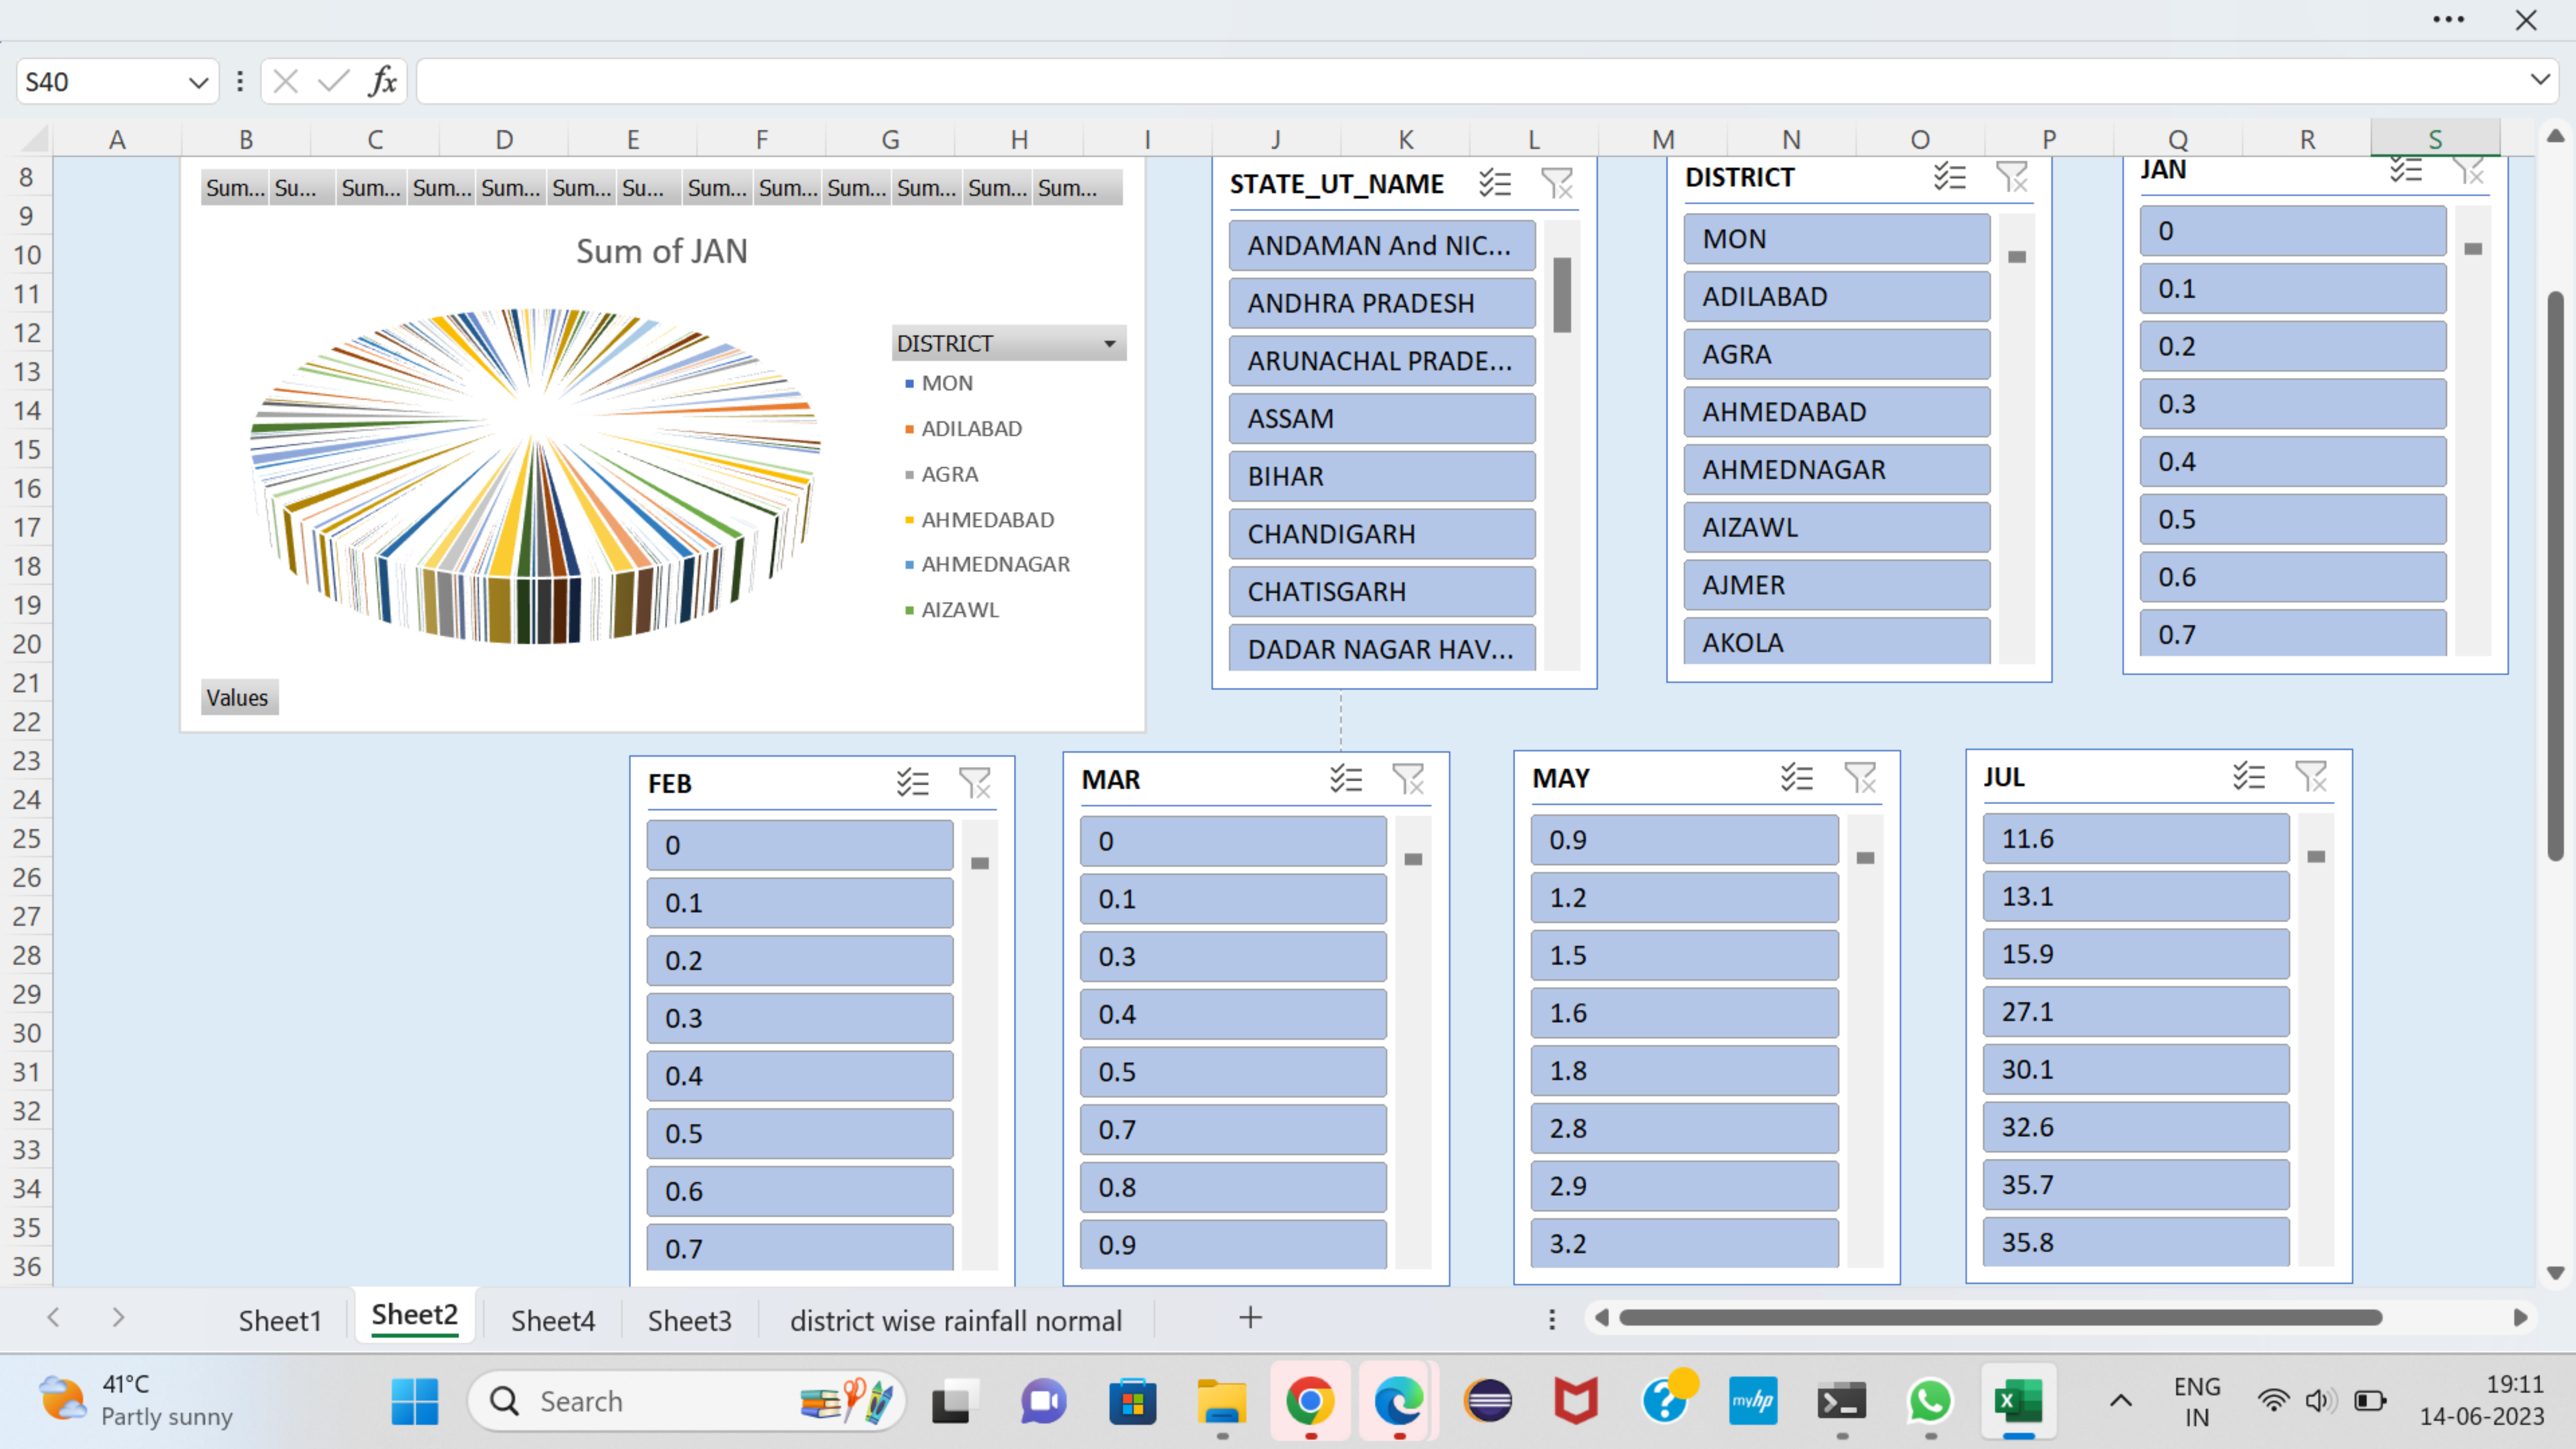 S40
fx
A B C D E F G H I J K L M N O P Q R S
8
9
10
11
12
13
14
15
16
17
18
19
20
21
22
23
24
25
26
27
28
29
30
31
32
33
34
35
36
Sum... Su... Sum... Sum... Sum... Sum... Su... Sum... Sum... Sum... Sum... Sum... Sum...
Sum of JAN
DISTRICT
MON
ADILABAD
AGRA
AHMEDABAD
AHMEDNAGAR
AIZAWL
Values
STATE_UT_NAME
ANDAMAN And NIC...
ANDHRA PRADESH
ARUNACHAL PRADE...
ASSAM
BIHAR
CHANDIGARH
CHATISGARH
DADAR NAGAR HAV...
DISTRICT
MON
ADILABAD
AGRA
AHMEDABAD
AHMEDNAGAR
AIZAWL
AJMER
AKOLA
JAN
0
0.1
0.2
0.3
0.4
0.5
0.6
0.7
FEB
0
0.1
0.2
0.3
0.4
0.5
0.6
0.7
MAR
0
0.1
0.3
0.4
0.5
0.7
0.8
0.9
MAY
0.9
1.2
1.5
1.6
1.8
2.8
2.9
3.2
JUL
11.6
13.1
15.9
27.1
30.1
32.6
35.7
35.8
Sheet1 Sheet2 Sheet4 Sheet3 district wise rainfall normal
41°C
Partly sunny
Search
myhp
ENG
IN
19:11
14-06-2023